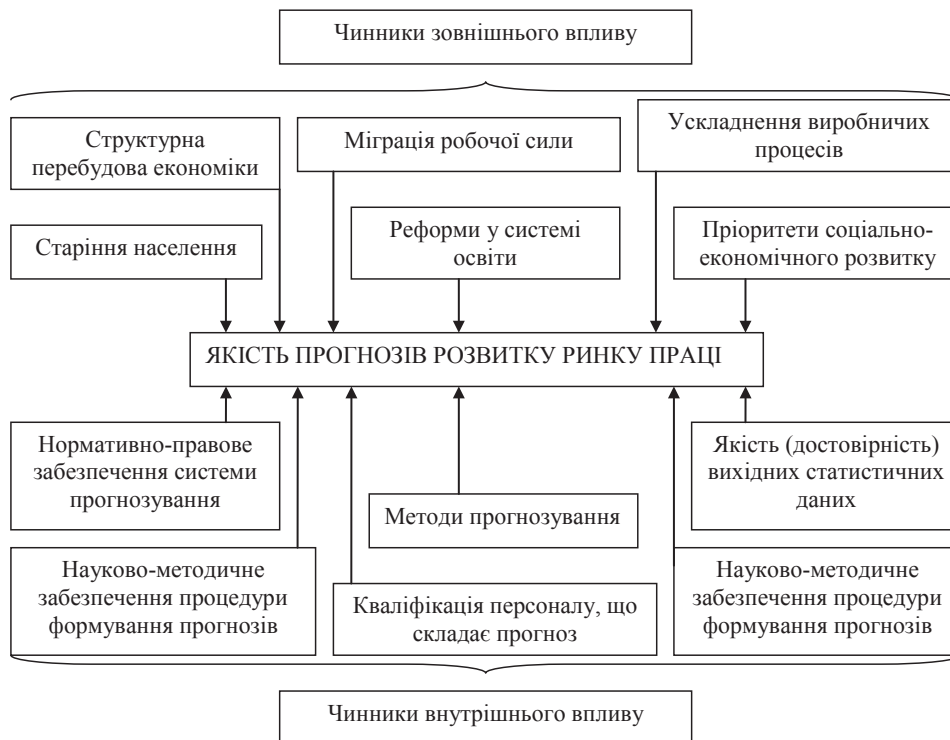 Чинники зовнішнього впливу
Структурна
перебудова економіки
Міграція робочої сили
Ускладнення виробничих
процесів
Старіння населення
Реформи у системі
освіти
Пріоритети соціально-
економічного розвитку
ЯКІСТЬ ПРОГНОЗІВ РОЗВИТКУ РИНКУ ПРАЦІ
Нормативно-правове
забезпечення системи
прогнозування
Методи прогнозування
Якість (достовірність)
вихідних статистичних
даних
Науково-методичне
забезпечення процедури
формування прогнозів
Кваліфікація персоналу, що
складає прогноз
Науково-методичне
забезпечення процедури
формування прогнозів
Чинники внутрішнього впливу